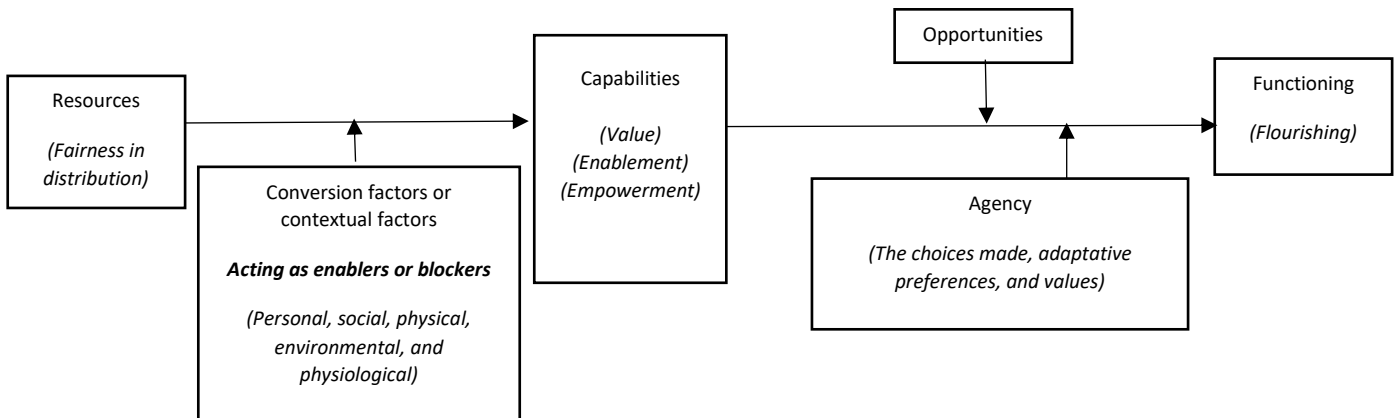 Resources
(Fairness in
distribution)
Conversion factors or
contextual factors
Acting as enablers or blockers
(Personal, social, physical,
environmental, and
physiological)
Capabilities
(Value)
(Enablement)
(Empowerment)
Opportunities
Agency
(The choices made, adaptative
preferences, and values)
Functioning
(Flourishing)